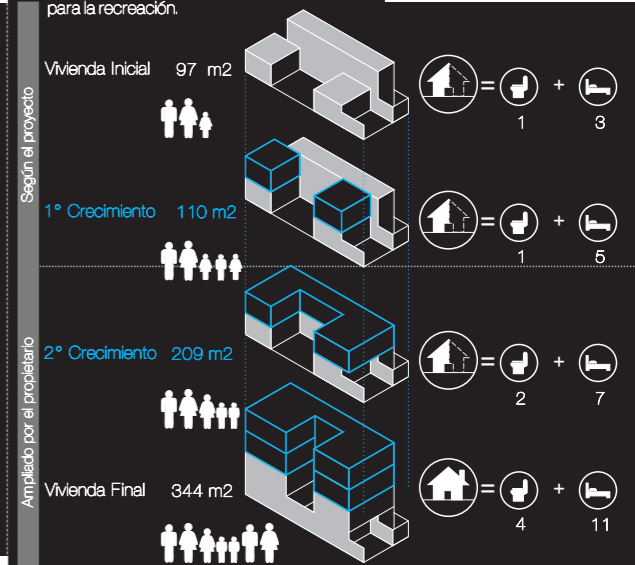 para la recreación.
Según el proyecto
Vivienda Inicial 97 m2
= + 
1 3
1° Crecimiento 110 m2
= +
1 5
Ampliado por el propietario
2° Crecimiento 209 m2
= +
2 7
Vivienda Final 344 m2
= +
4 11